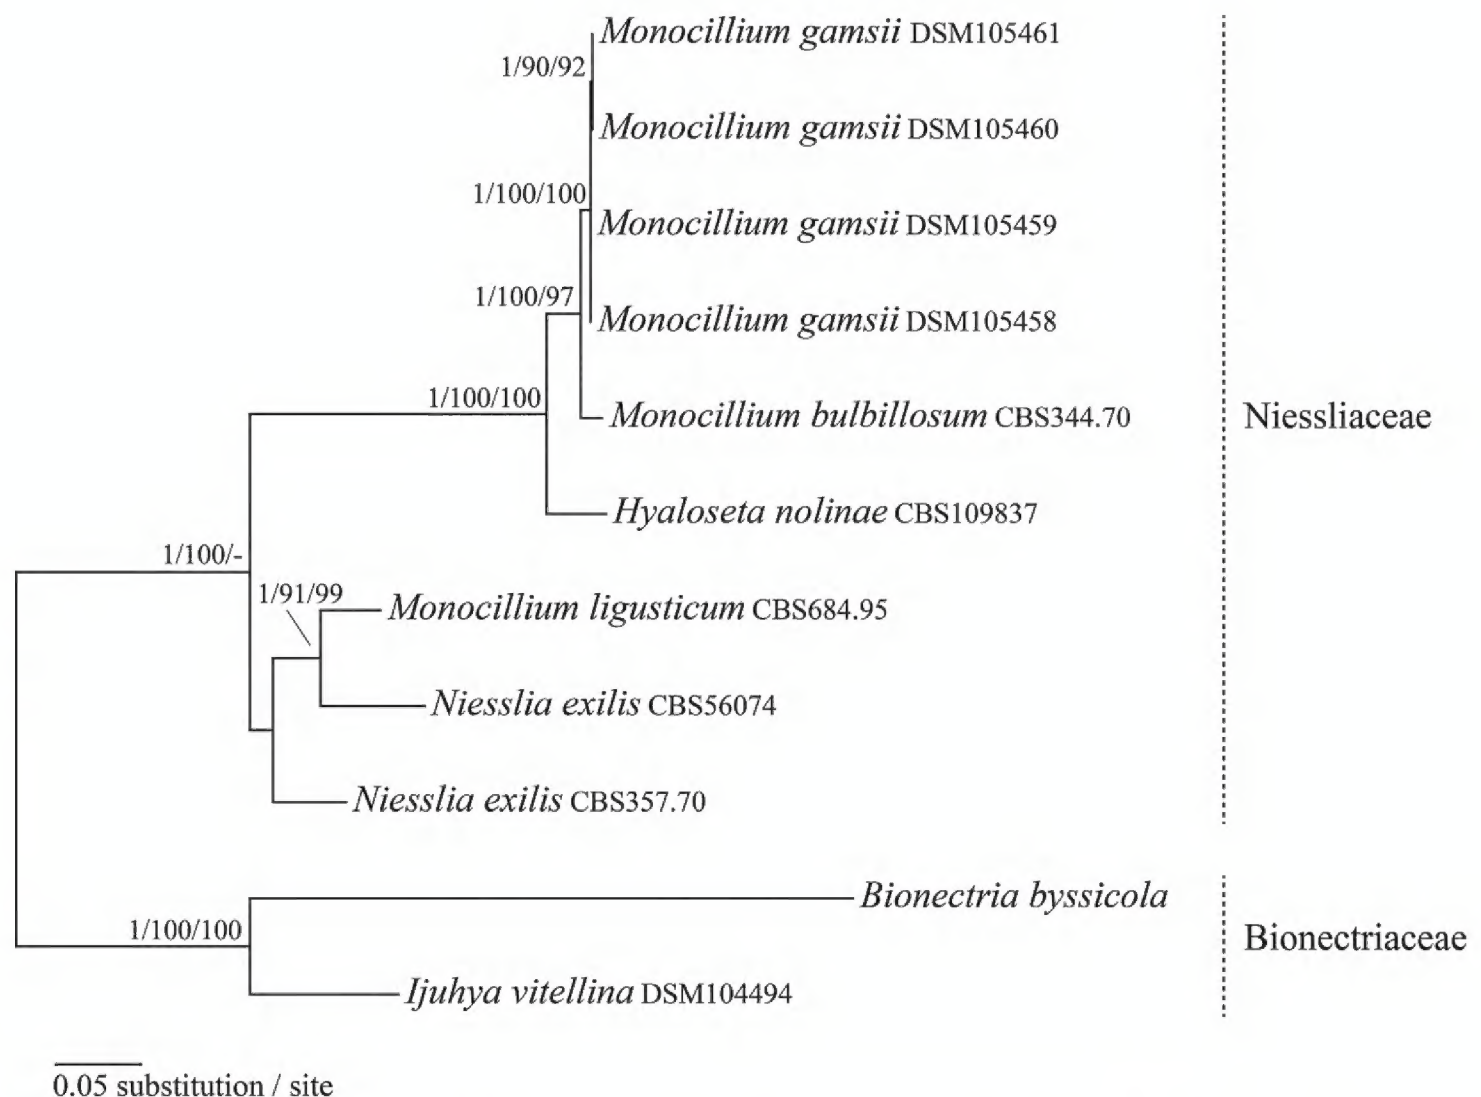 Monocillium gamsii DSM105461
1/90/92
Monocillium gamsii DSM105460
1/100/100
Monocillium gamsii DSM105459
1/100/97
Monocillium gamsii DSM105458
1/100/100
Monocillium bulbillosum CBS344.70
Niessliaceae
Hyaloseta nolinae CBS109837
1/100/-
1/91/99
Monocillium ligusticum CBS684.95
Niesslia exilis CBS56074
Niesslia exilis CBS357.70
Bionectria byssicola
1/100/100
Bionectriaceae
Ijuhya vitellina DSM104494
0.05 substitution / site